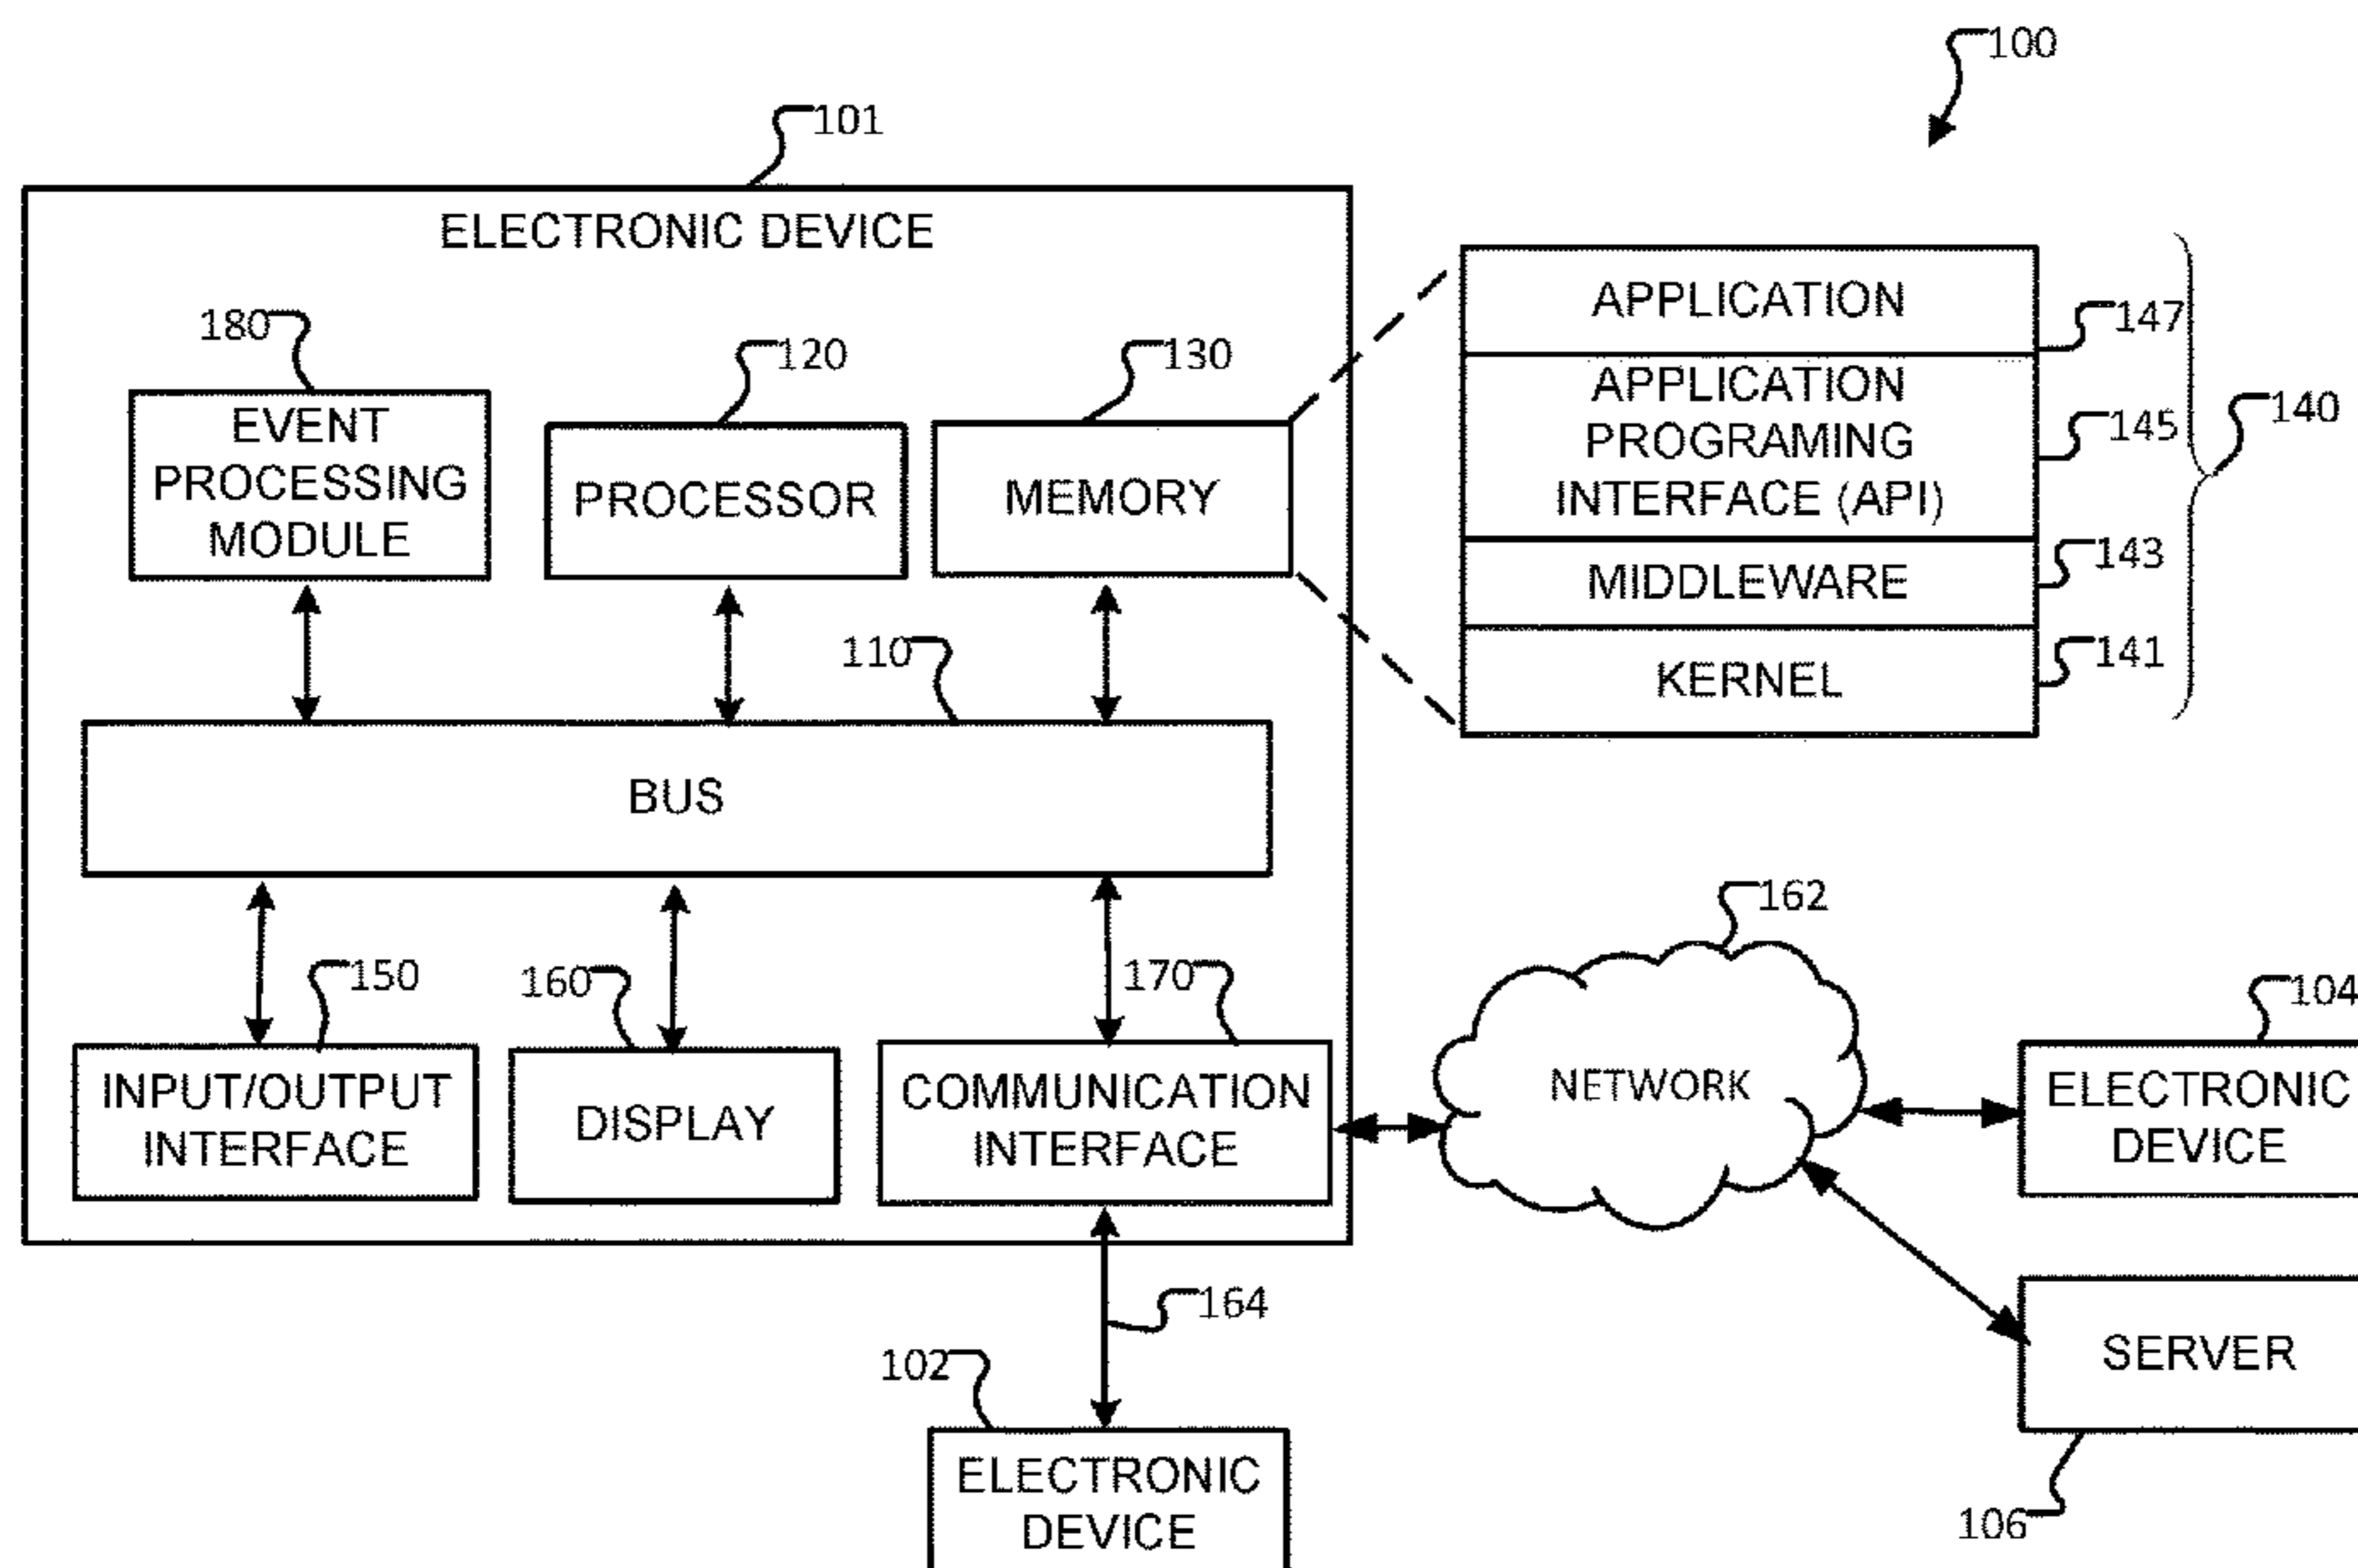 100
101
ELECTRONIC DEVICE
180
EVENT
PROCESSING
MODULE
120
PROCESSOR
130
MEMORY
APPLICATION
147
APPLICATION
PROGRAMING
INTERFACE (API)
145
140
MIDDLEWARE
143
KERNEL
141
110
BUS
150
INPUT/OUTPUT
INTERFACE
160
DISPLAY
170
COMMUNICATION
INTERFACE
162
NETWORK
104
ELECTRONIC
DEVICE
164
102
ELECTRONIC
DEVICE
SERVER
106